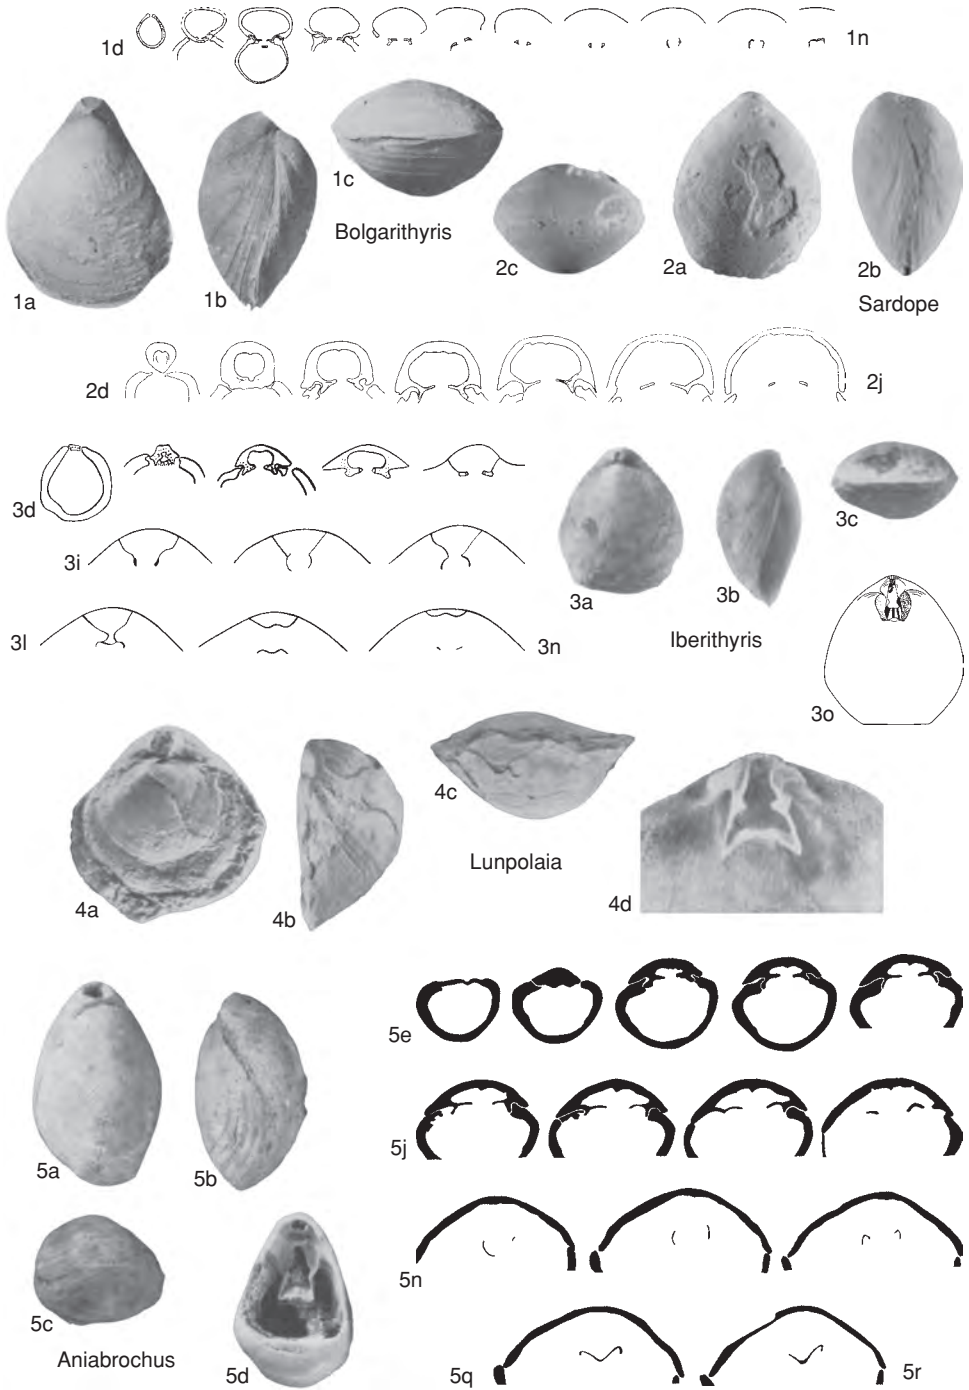 1d
1n
1a
1b
1c
Bolgarithyris
2c
2a
2b
Sardope
2d
2j
3d
3i
3l
3n
3a
3b
3c
Iberithyris
3o
4a
4b
4c
Lunpolaia
4d
5a
5b
5c
Aniabrochus
5d
5e
5j
5n
5q
5r